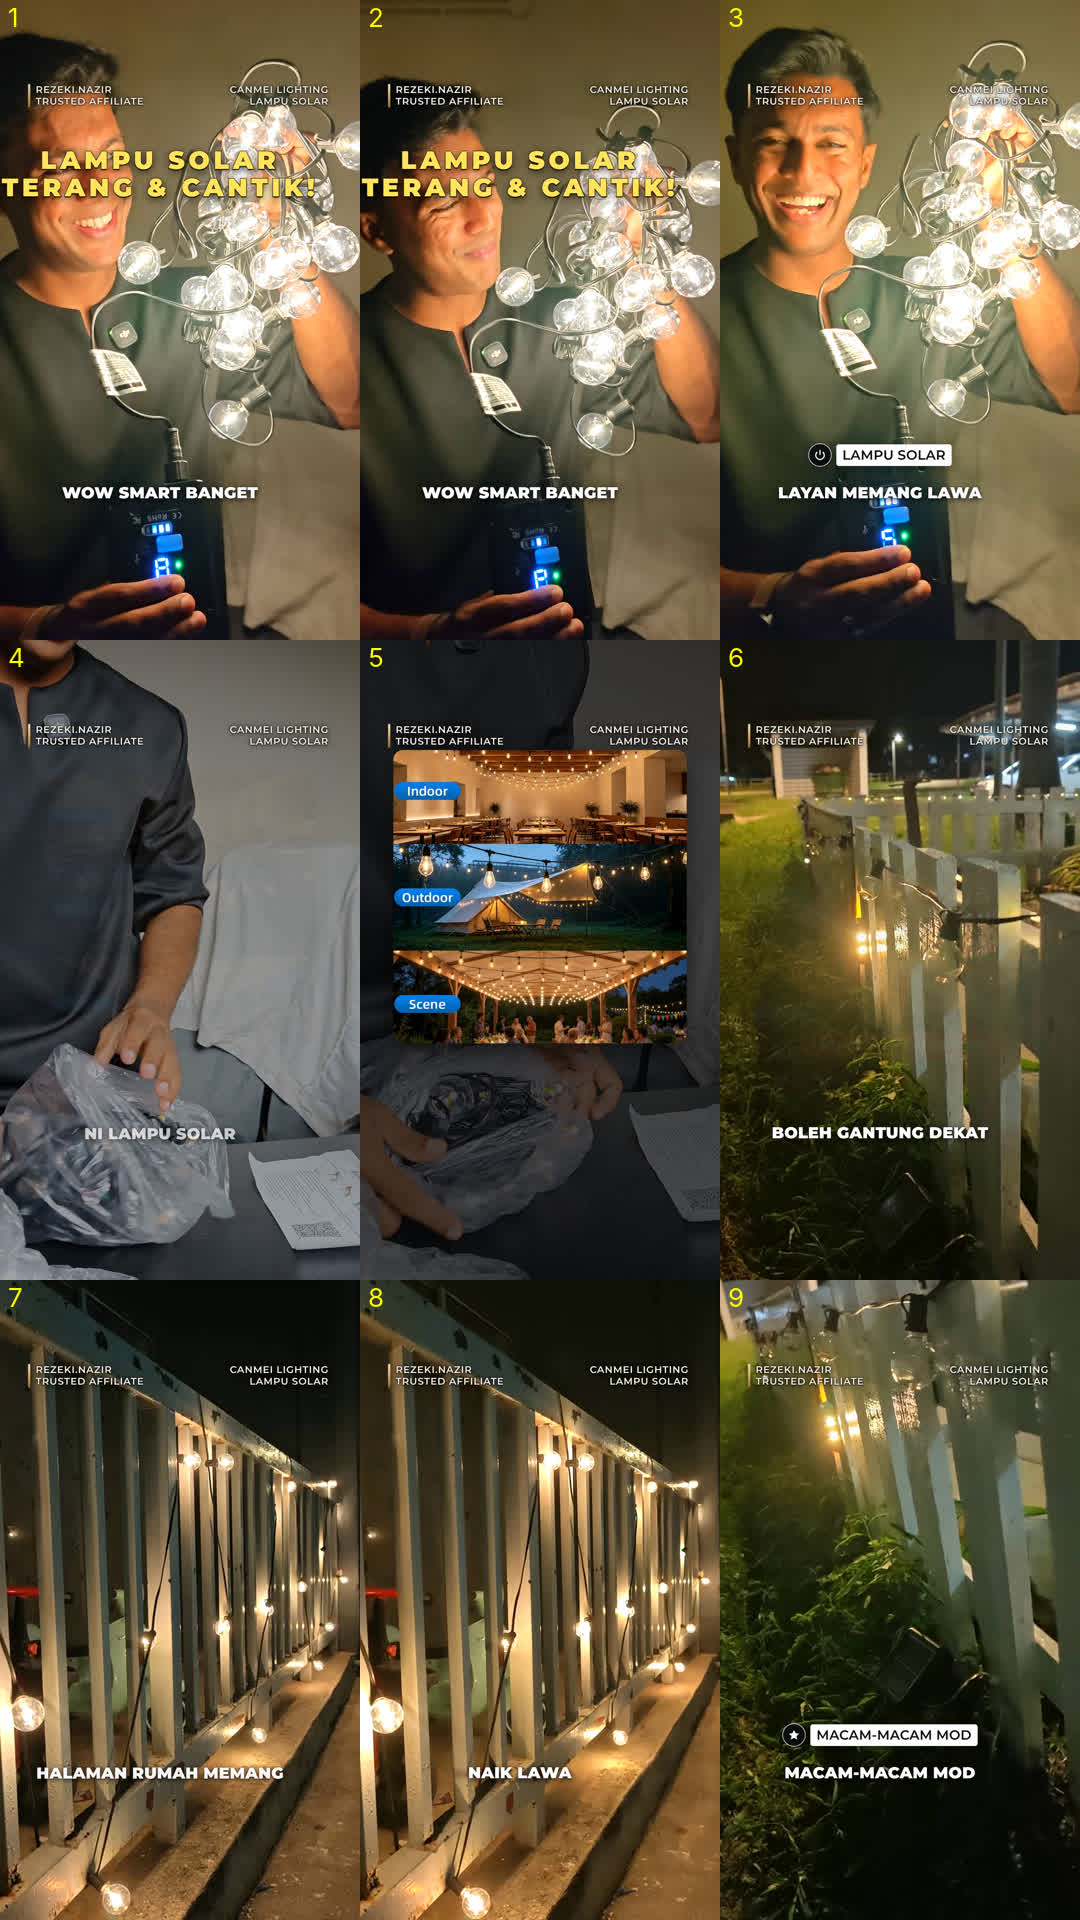 1
REZEKI.NAZIR
TRUSTED AFFILIATE
CANMEI LIGHTING
LAMPU SOLAR
LAMPU SOLAR
TERANG & CANTIK!
WOW SMART BANGET
2
REZEKI.NAZIR
TRUSTED AFFILIATE
CANMEI LIGHTING
LAMPU SOLAR
LAMPU SOLAR
TERANG & CANTIK!
WOW SMART BANGET
3
REZEKI.NAZIR
TRUSTED AFFILIATE
CANMEI LIGHTING
LAMPU SOLAR
LAMPU SOLAR
LAYAN MEMANG LAWA
4
REZEKI.NAZIR
TRUSTED AFFILIATE
CANMEI LIGHTING
LAMPU SOLAR
NI LAMPU SOLAR
5
REZEKI.NAZIR
TRUSTED AFFILIATE
CANMEI LIGHTING
LAMPU SOLAR
Indoor
Outdoor
Scene
6
REZEKI.NAZIR
TRUSTED AFFILIATE
CANMEI LIGHTING
LAMPU SOLAR
BOLEH GANTUNG DEKAT
7
REZEKI.NAZIR
TRUSTED AFFILIATE
CANMEI LIGHTING
LAMPU SOLAR
HALAMAN RUMAH MEMANG
8
REZEKI.NAZIR
TRUSTED AFFILIATE
CANMEI LIGHTING
LAMPU SOLAR
NAIK LAWA
9
REZEKI.NAZIR
TRUSTED AFFILIATE
CANMEI LIGHTING
LAMPU SOLAR
MACAM-MACAM MOD
MACAM-MACAM MOD